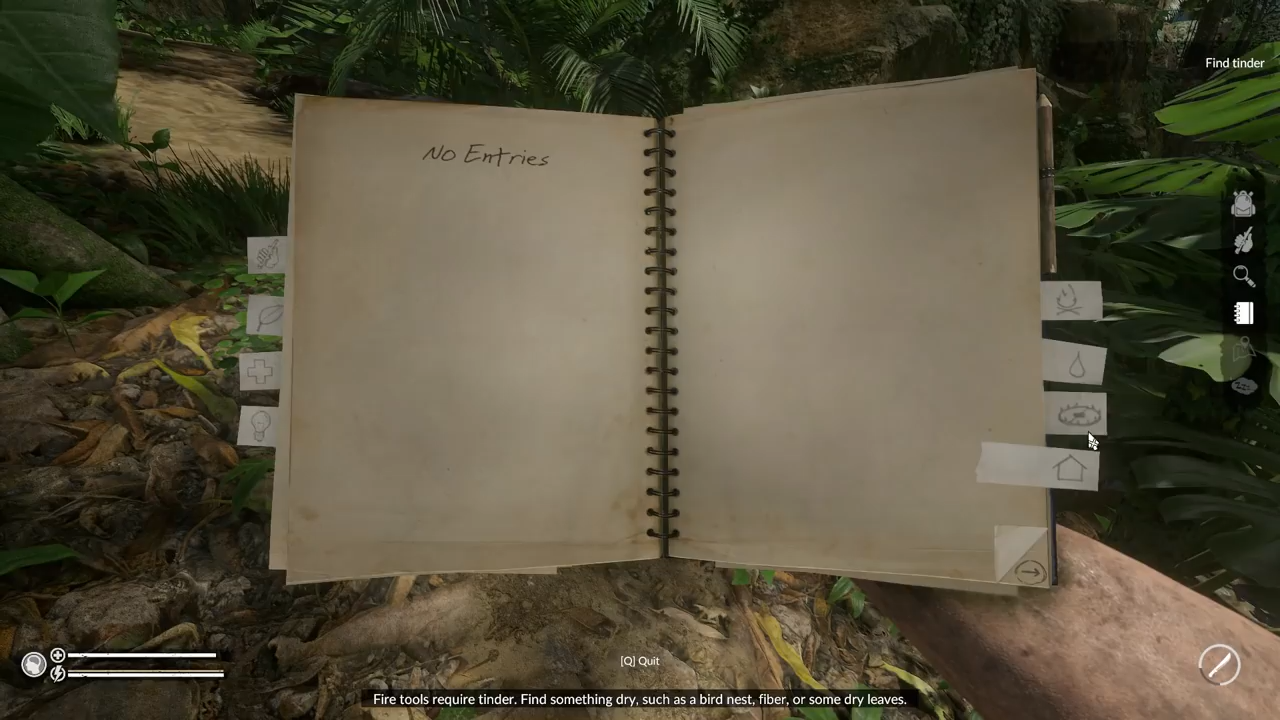 Find tinder
No Entries
[Q] Quit
Fire tools require tinder. Find something dry, such as a bird nest, fiber, or some dry leaves.